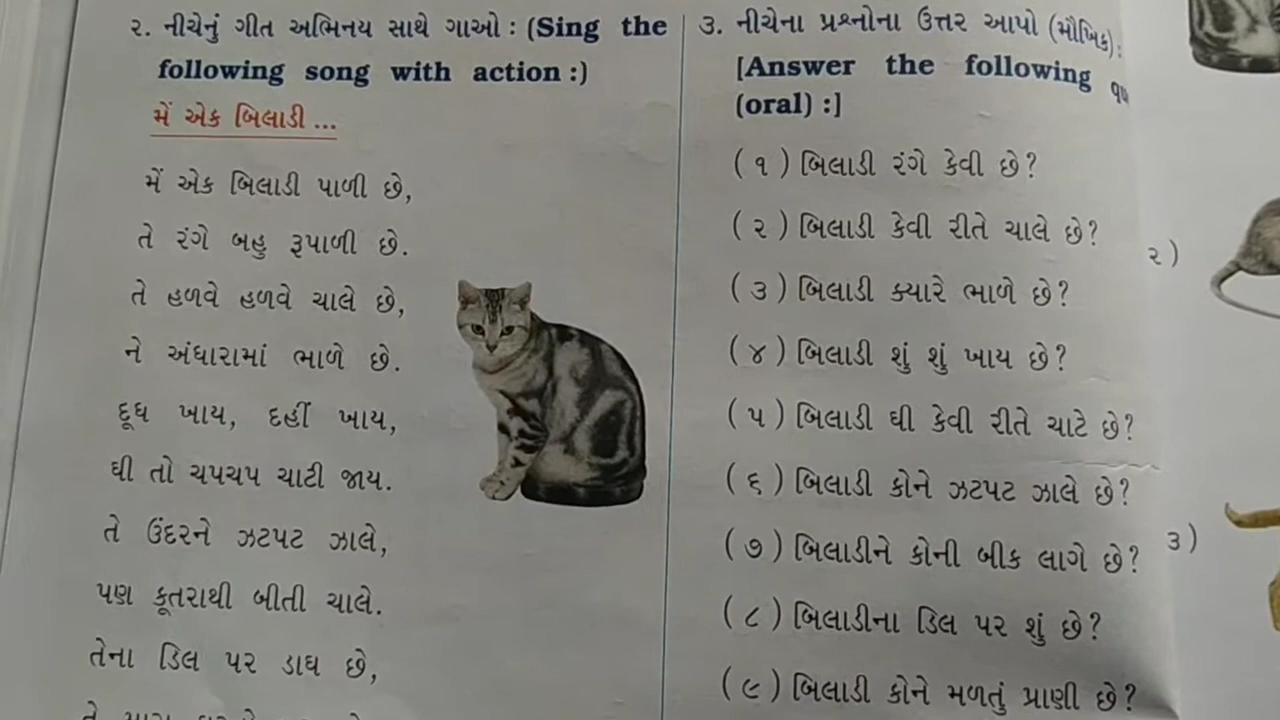 ૨. નીચેનું ગીત અભિનય સાથે ગાઓ : (Sing the
following song with action :)
મેં એક બિલાડી ...
મેં એક બિલાડી પાળી છે,
તે રંગે બહુ રૂપાળી છે.
તે હળવે હળવે ચાલે છે,
ને અંધારામાં ભાળે છે.
દૂધ ખાય, દહીં ખાય,
ઘી તો ચપચપ ચાટી જાય.
તે ઉંદરને ઝટપટ ઝાલે,
પણ કૂતરાથી બીતી ચાલે.
તેના ડિલ પર ડાઘ છે,
૩. નીચેના પ્રશ્નોના ઉત્તર આપો (મૌખિક) :
[Answer the following
(oral) :]
(૧) બિલાડી રંગે કેવી છે?
(૨) બિલાડી કેવી રીતે ચાલે છે?
(૩) બિલાડી ક્યારે ભાળે છે?
(૪) બિલાડી શું શું ખાય છે?
(૫) બિલાડી ઘી કેવી રીતે ચાટે છે?
(૬) બિલાડી કોને ઝટપટ ઝાલે છે?
(૭) બિલાડીને કોની બીક લાગે છે?
(૮) બિલાડીના ડિલ પર શું છે?
(૯) બિલાડી કોને મળતું પ્રાણી છે?
૨)
૩)